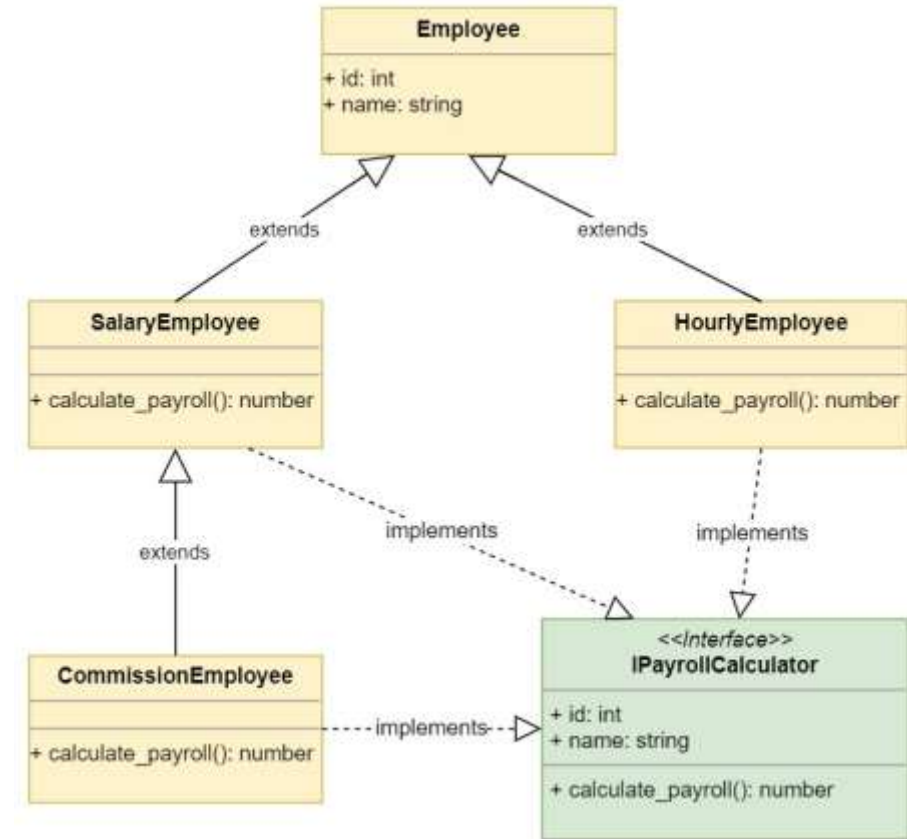 Employee
+ id: int
+ name: string
extends
extends
SalaryEmployee
+ calculate_payroll(): number
HourlyEmployee
+ calculate_payroll(): number
implements
implements
extends
CommissionEmployee
+ calculate_payroll(): number
implements
<<Interface>>
IPayrollCalculator
+ id: int
+ name: string
+ calculate_payroll(): number